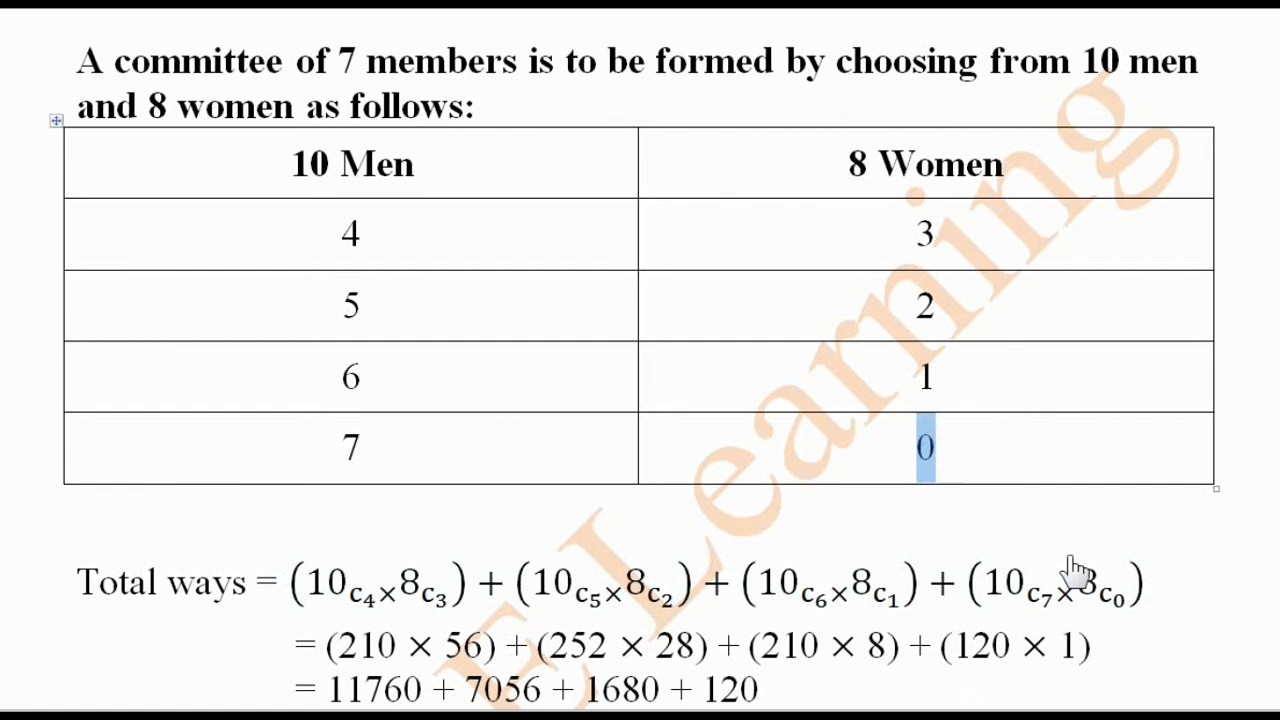 A committee of 7 members is to be formed by choosing from 10 men
and 8 women as follows:
10 Men 8 Women
4 3
5 2
6 1
7 0
Total ways = (10c₄×8c₃) + (10c₅×8c₂) + (10c₆×8c₁) + (10c₇×8c₀)
= (210 × 56) + (252 × 28) + (210 × 8) + (120 × 1)
= 11760 + 7056 + 1680 + 120
E Learning